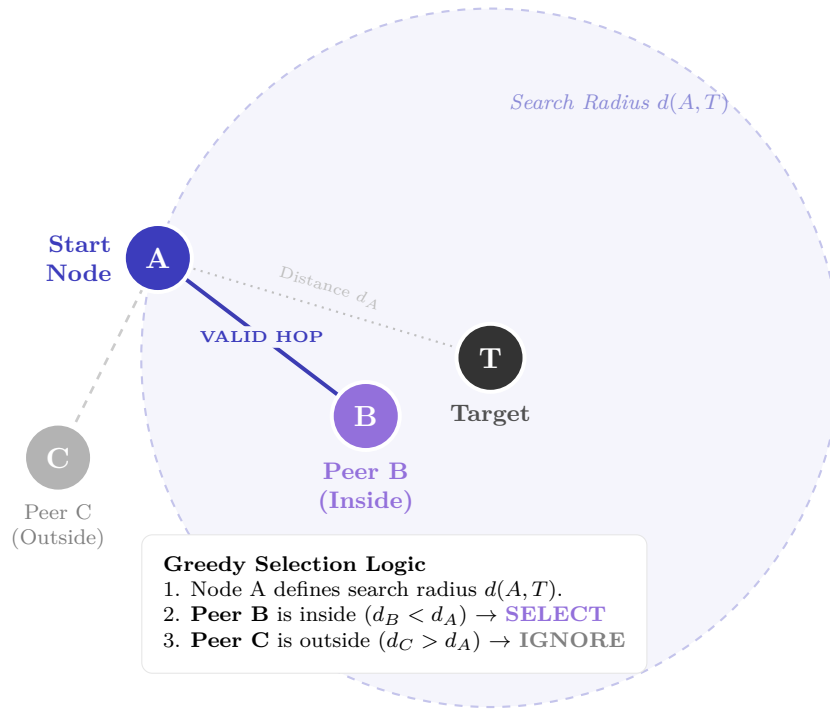 Search Radius d(A, T)
Start
Node
A
Distance d_A
VALID HOP
T
Target
B
Peer B
(Inside)
C
Peer C
(Outside)
Greedy Selection Logic
1. Node A defines search radius d(A, T).
2. Peer B is inside (d_B < d_A) → SELECT
3. Peer C is outside (d_C > d_A) → IGNORE